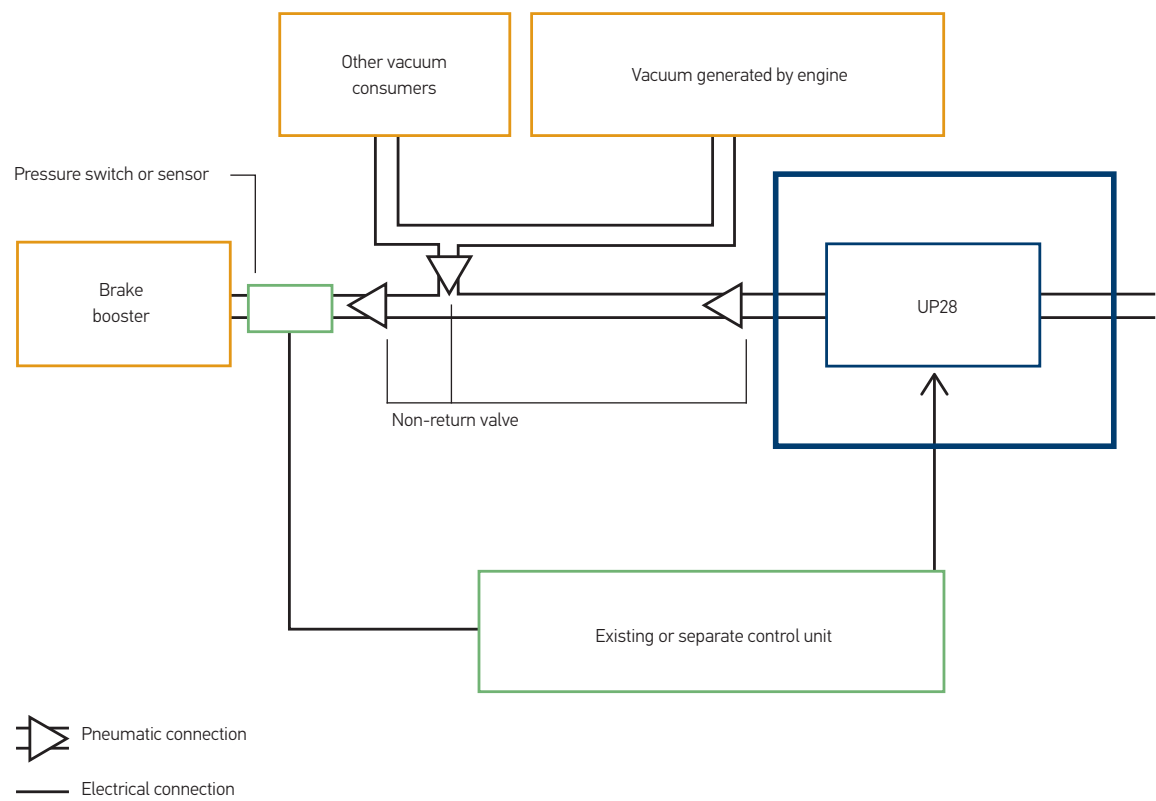 Other vacuum
consumers
Vacuum generated by engine
Pressure switch or sensor
Brake
booster
UP28
Non-return valve
Existing or separate control unit
Pneumatic connection
Electrical connection